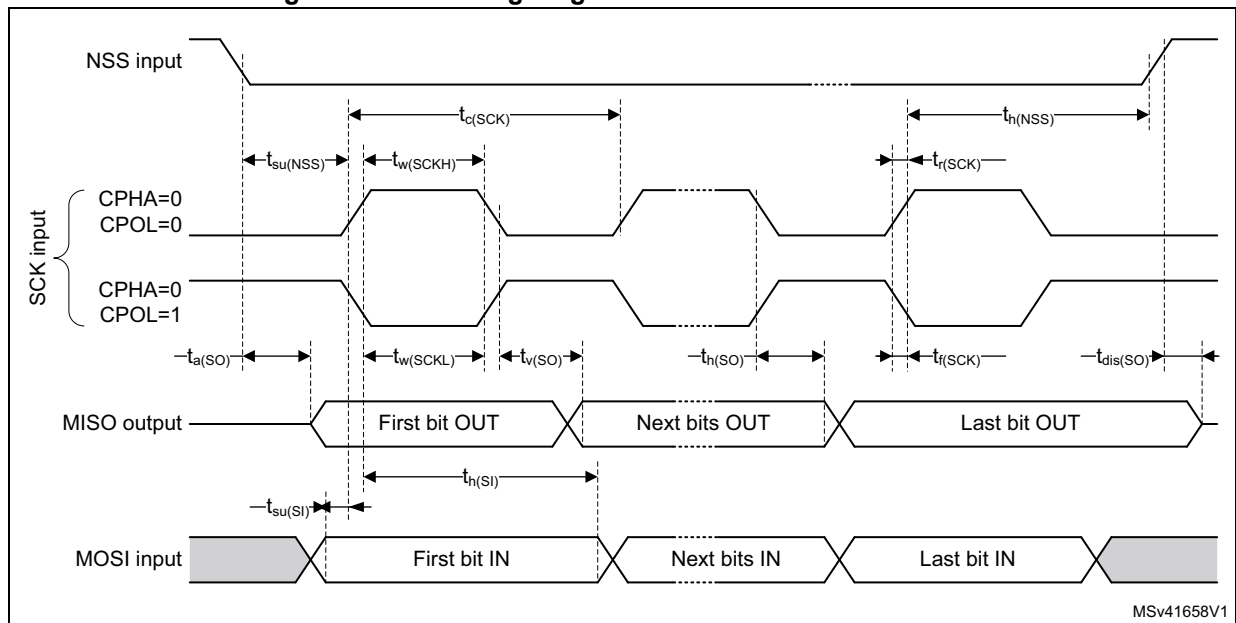 NSS input
tc(SCK)
th(NSS)
tsu(NSS)
tw(SCKH)
tr(SCK)
CPHA=0
CPOL=0
SCK input
CPHA=0
CPOL=1
ta(SO)
tw(SCKL)
tv(SO)
th(SO)
tf(SCK)
tdis(SO)
MISO output
First bit OUT
Next bits OUT
Last bit OUT
th(SI)
tsu(SI)
MOSI input
First bit IN
Next bits IN
Last bit IN
MSv41658V1